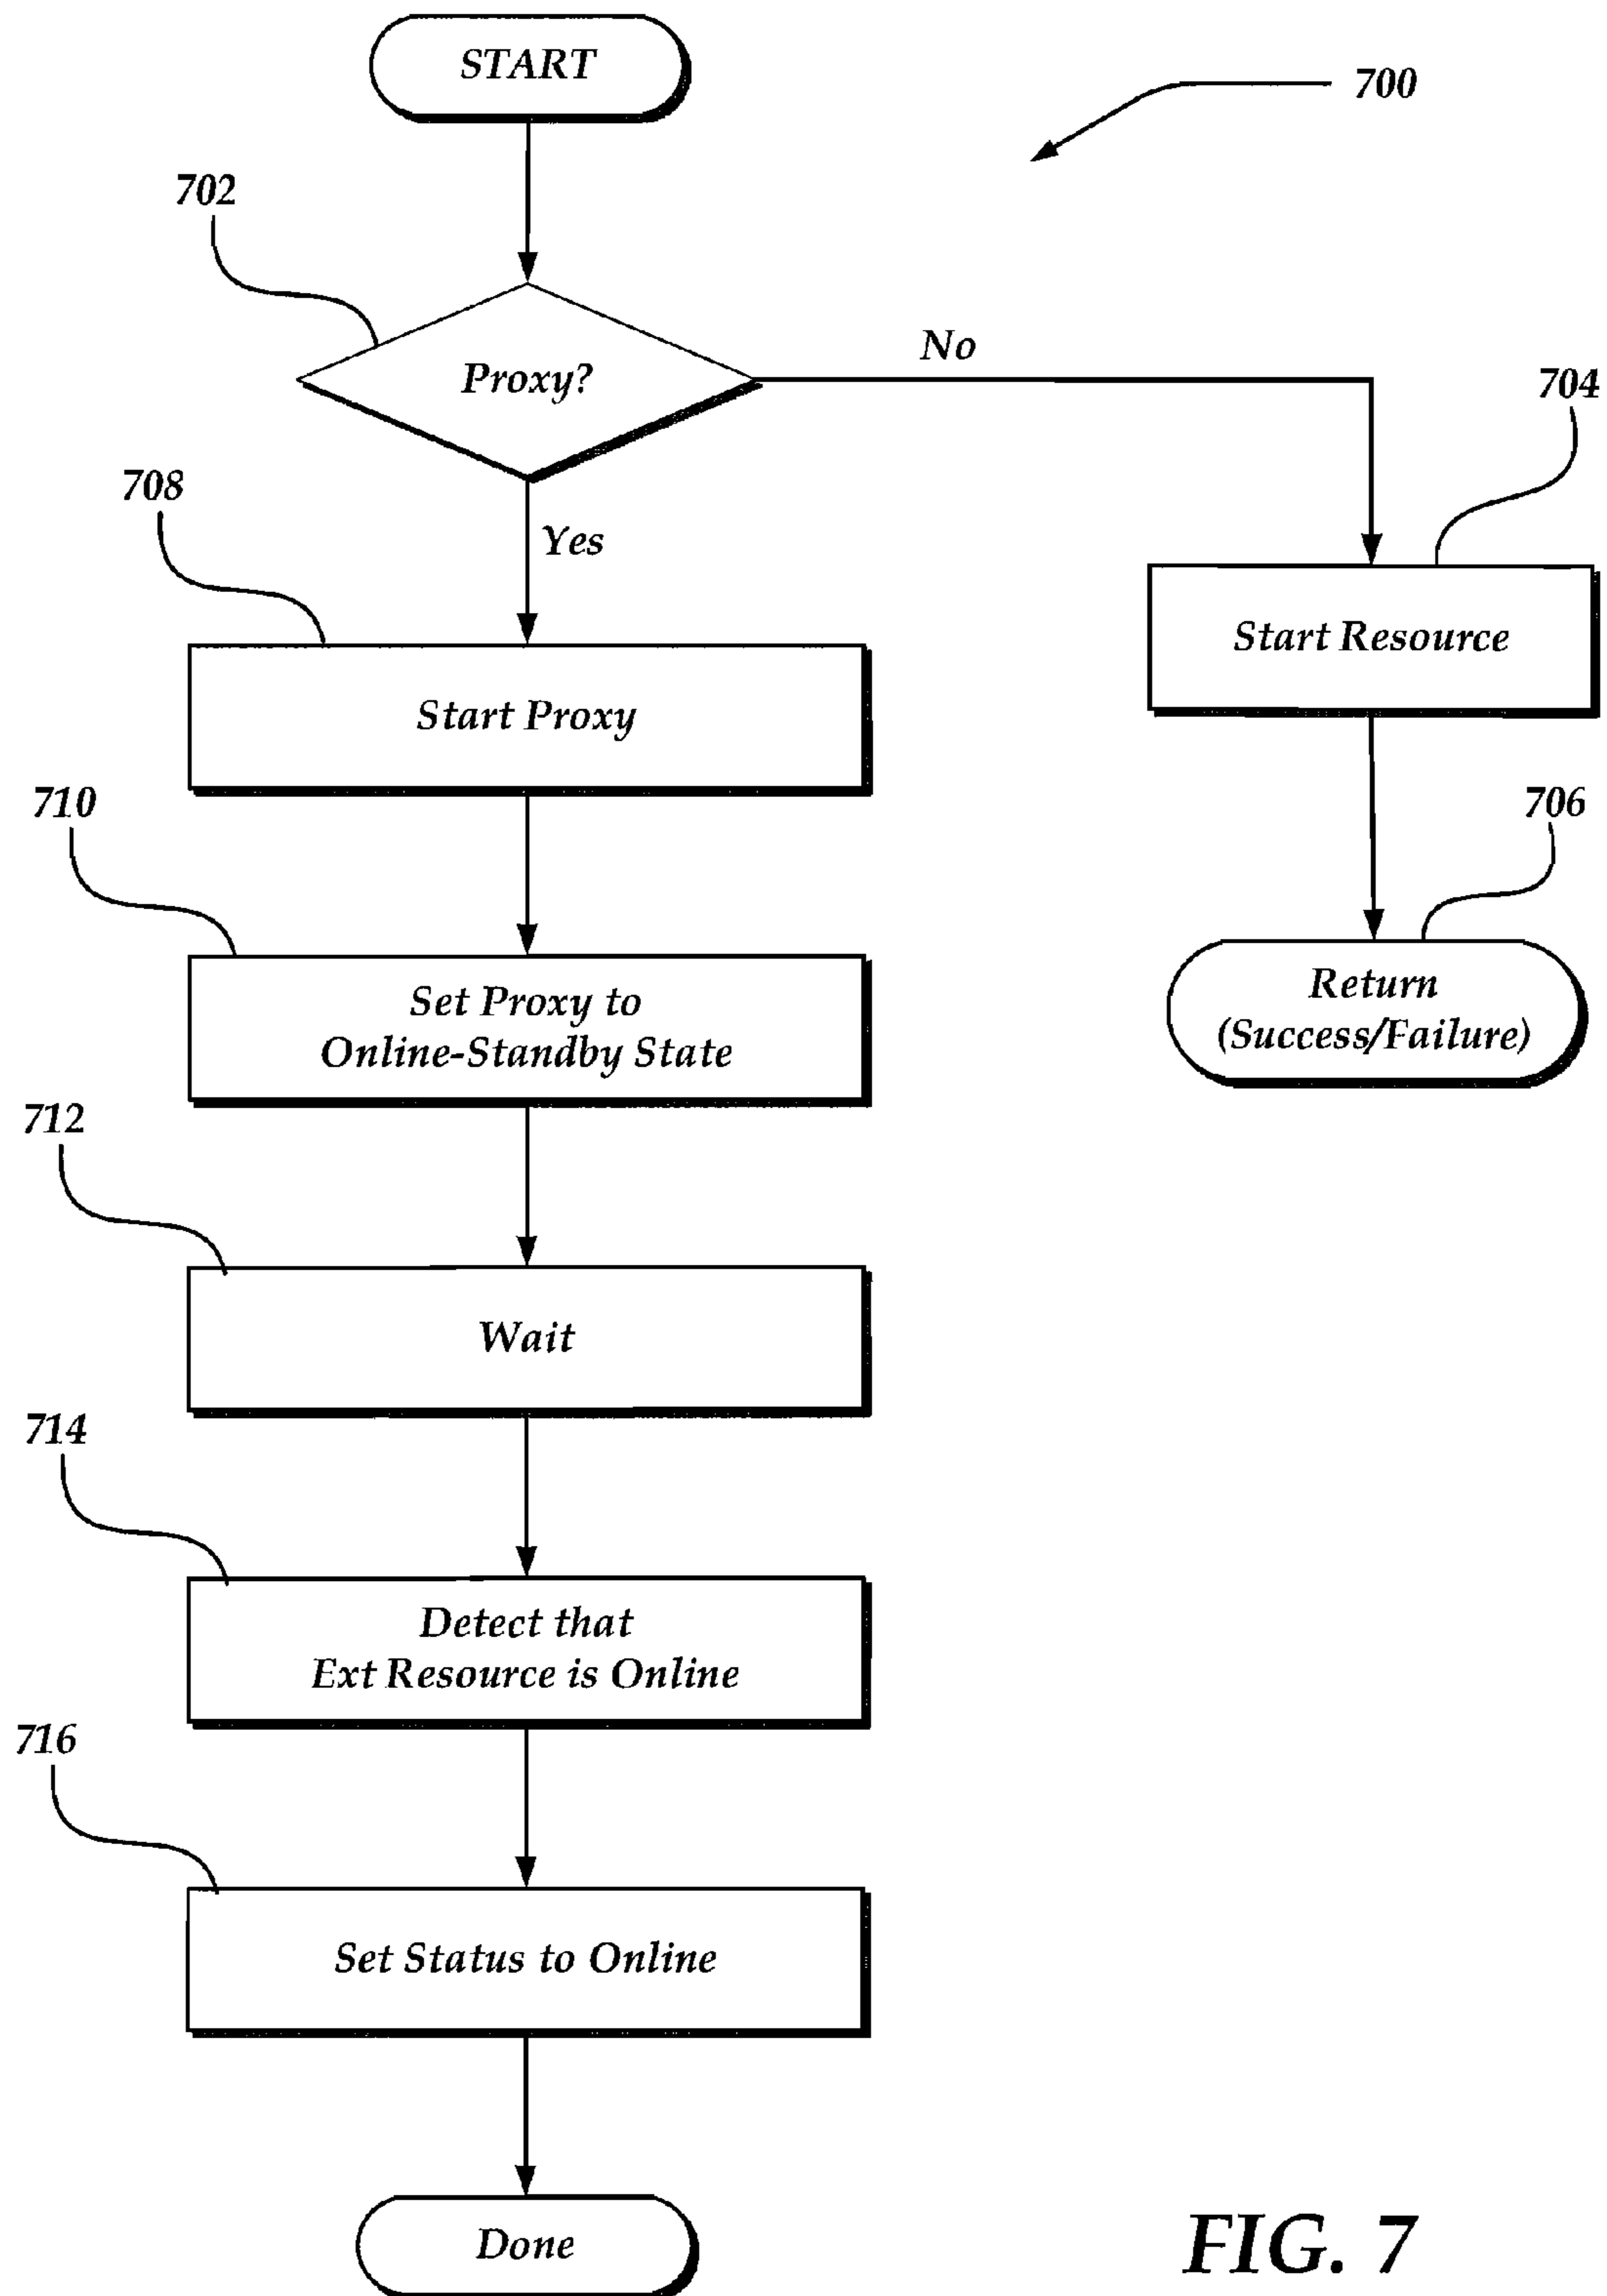 START
700
702
Proxy?
No
704
708
Yes
Start Resource
Start Proxy
710
706
Set Proxy to
Online-Standby State
Return
(Success/Failure)
712
Wait
714
Detect that
Ext Resource is Online
716
Set Status to Online
Done
FIG. 7